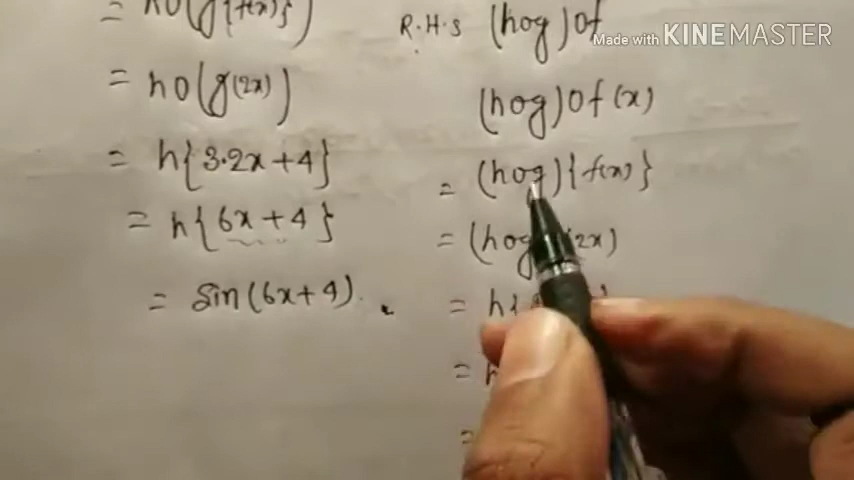 = ho(g{f(x)})
= ho(g(2x))
= h{3·2x+4}
= h{6x+4}
= sin(6x+4).
R.H.S (hog)of
Made with KINEMASTER
(hog)of(x)
= (hog){f(x)}
= (hog 2x)
= h{
= h
=